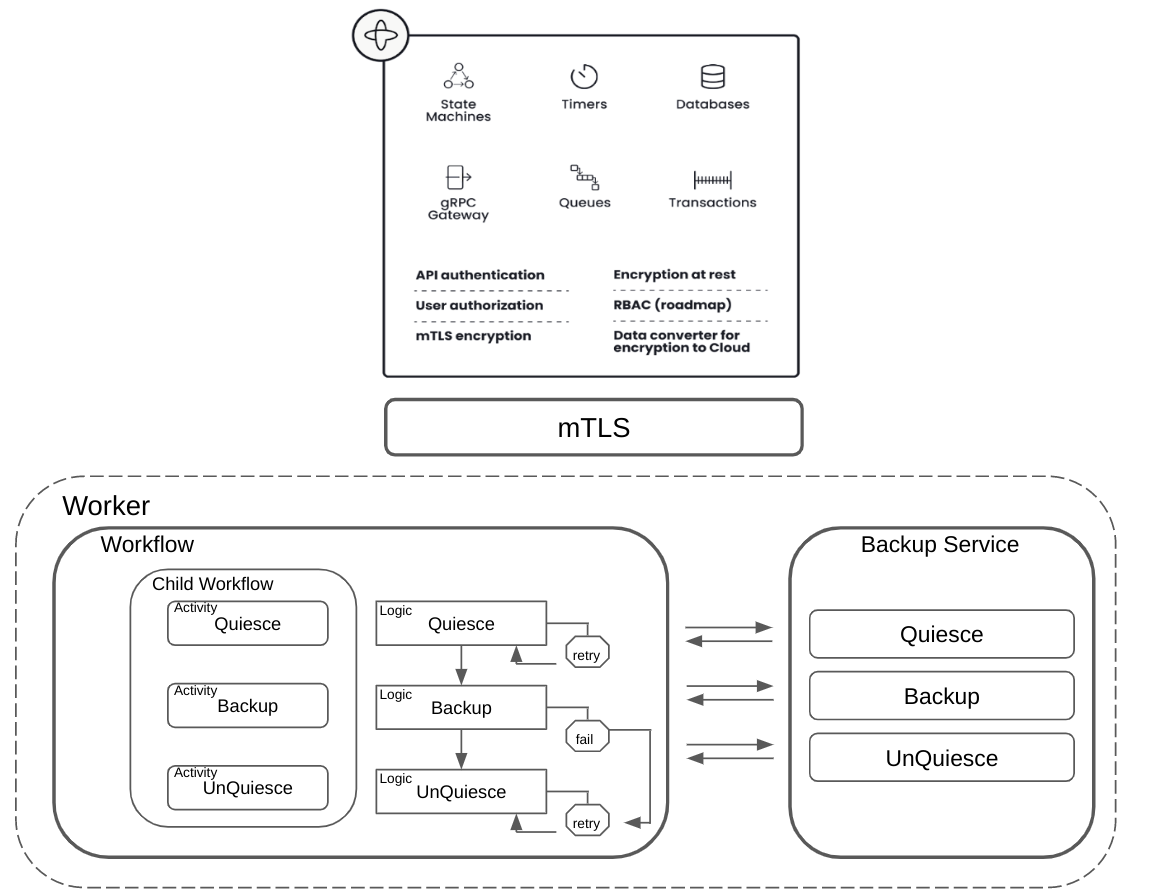 State
Machines
Timers
Databases
gRPC
Gateway
Queues
Transactions
API authentication
User authorization
mTLS encryption
Encryption at rest
RBAC (roadmap)
Data converter for
encryption to Cloud
mTLS
Worker
Workflow
Child Workflow
Activity
Quiesce
Activity
Backup
Activity
UnQuiesce
Logic
Quiesce
retry
Logic
Backup
fail
Logic
UnQuiesce
retry
Backup Service
Quiesce
Backup
UnQuiesce